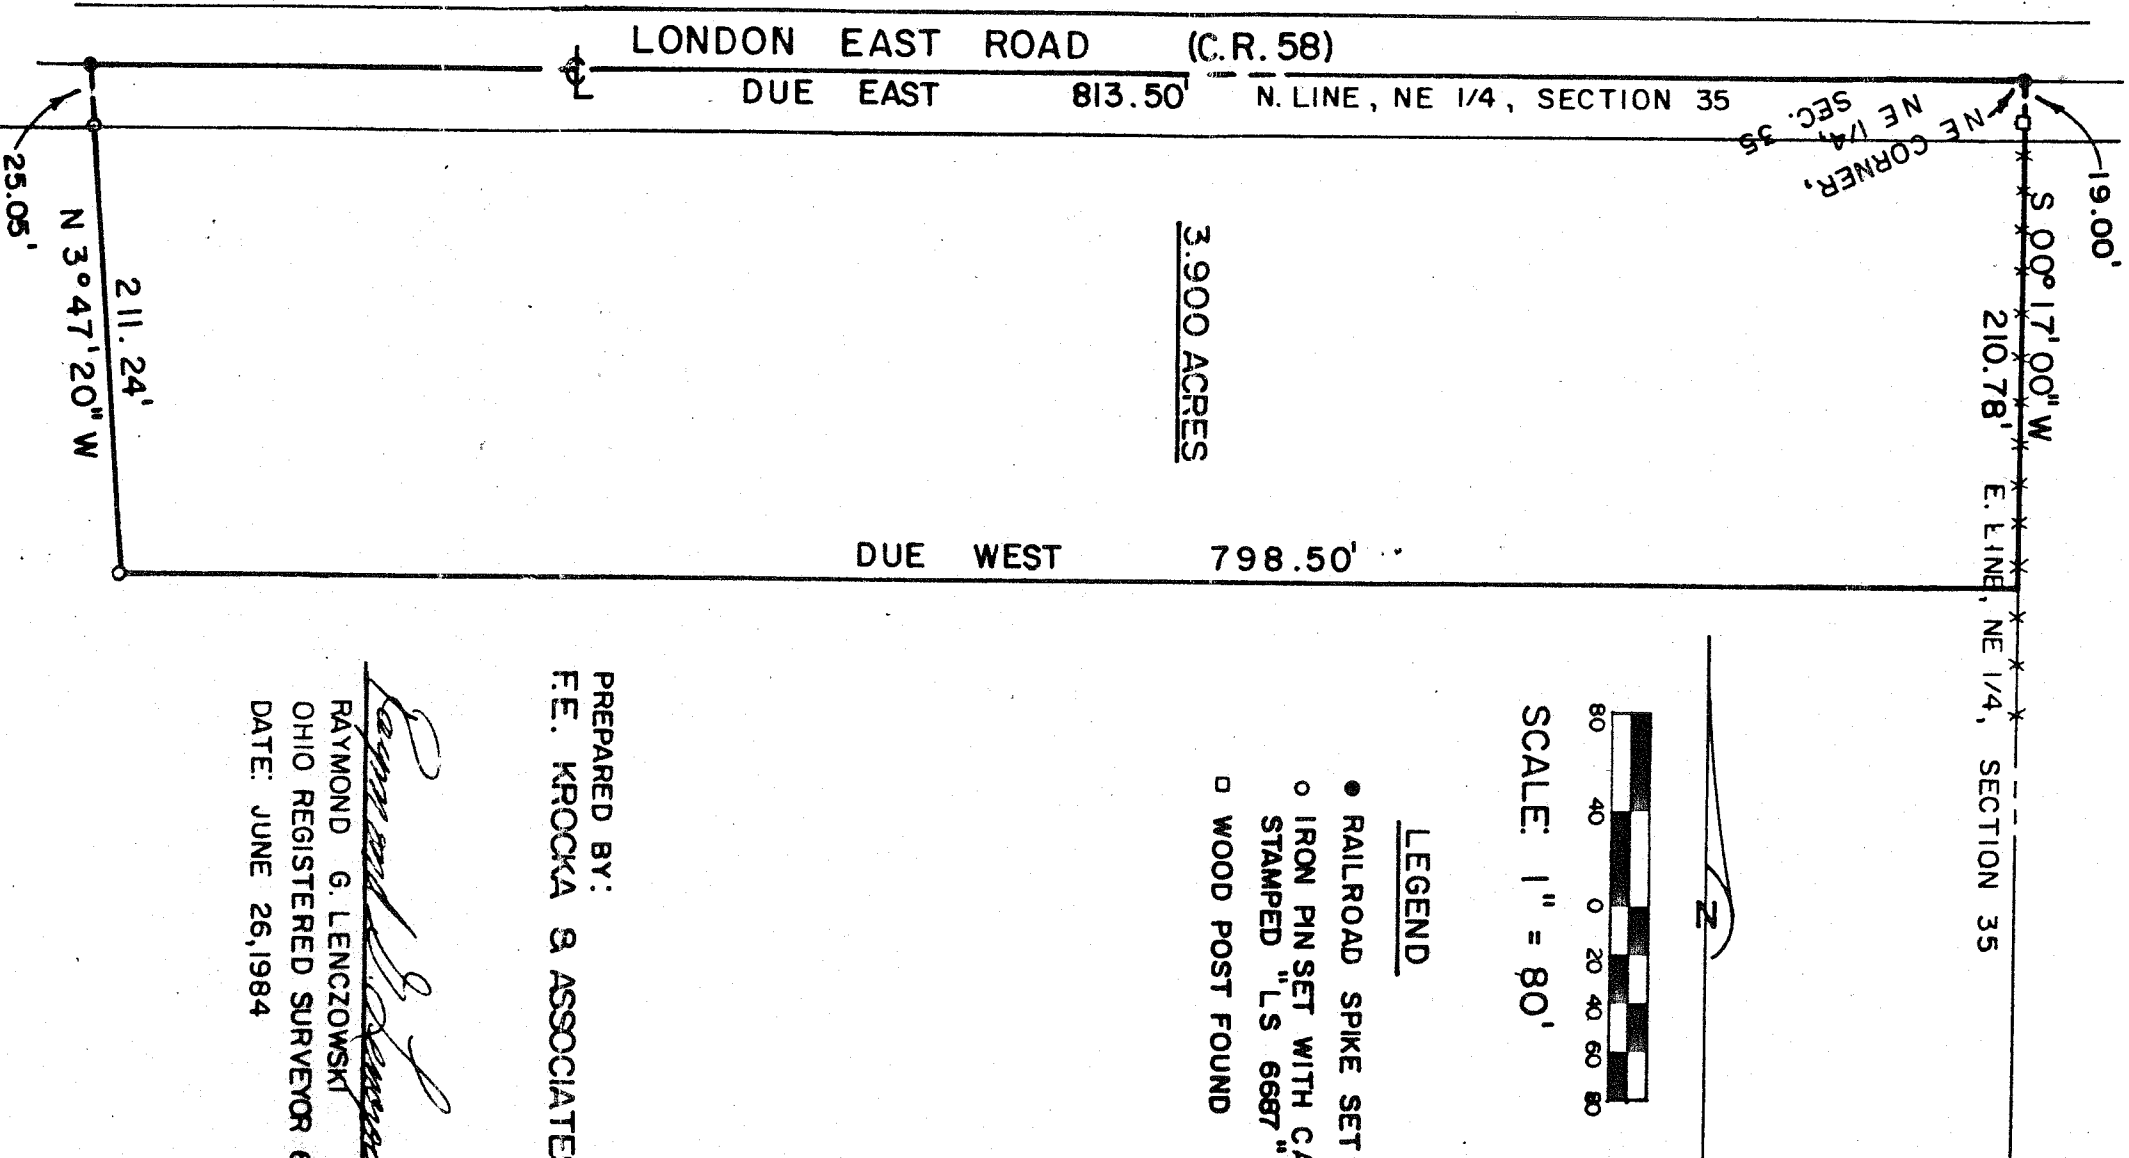 LONDON EAST ROAD (C.R. 58)
℄
DUE EAST 813.50' N. LINE, NE 1/4, SECTION 35
NE CORNER,
NE 1/4,
SEC. 35
19.00'
25.05'
S 00° 17' 00" W
210.78' E. LINE, NE 1/4, SECTION 35
211.24'
N 3° 47' 20" W
3.900 ACRES
DUE WEST 798.50'
N
80 40 0 20 40 60 80
SCALE: 1" = 80'
LEGEND
● RAILROAD SPIKE SET
○ IRON PIN SET WITH CA
STAMPED "LS 6687"
□ WOOD POST FOUND
PREPARED BY:
F.E. KROCKA & ASSOCIATE
RAYMOND G. LENCZOWSKI
OHIO REGISTERED SURVEYOR 6
DATE: JUNE 26, 1984